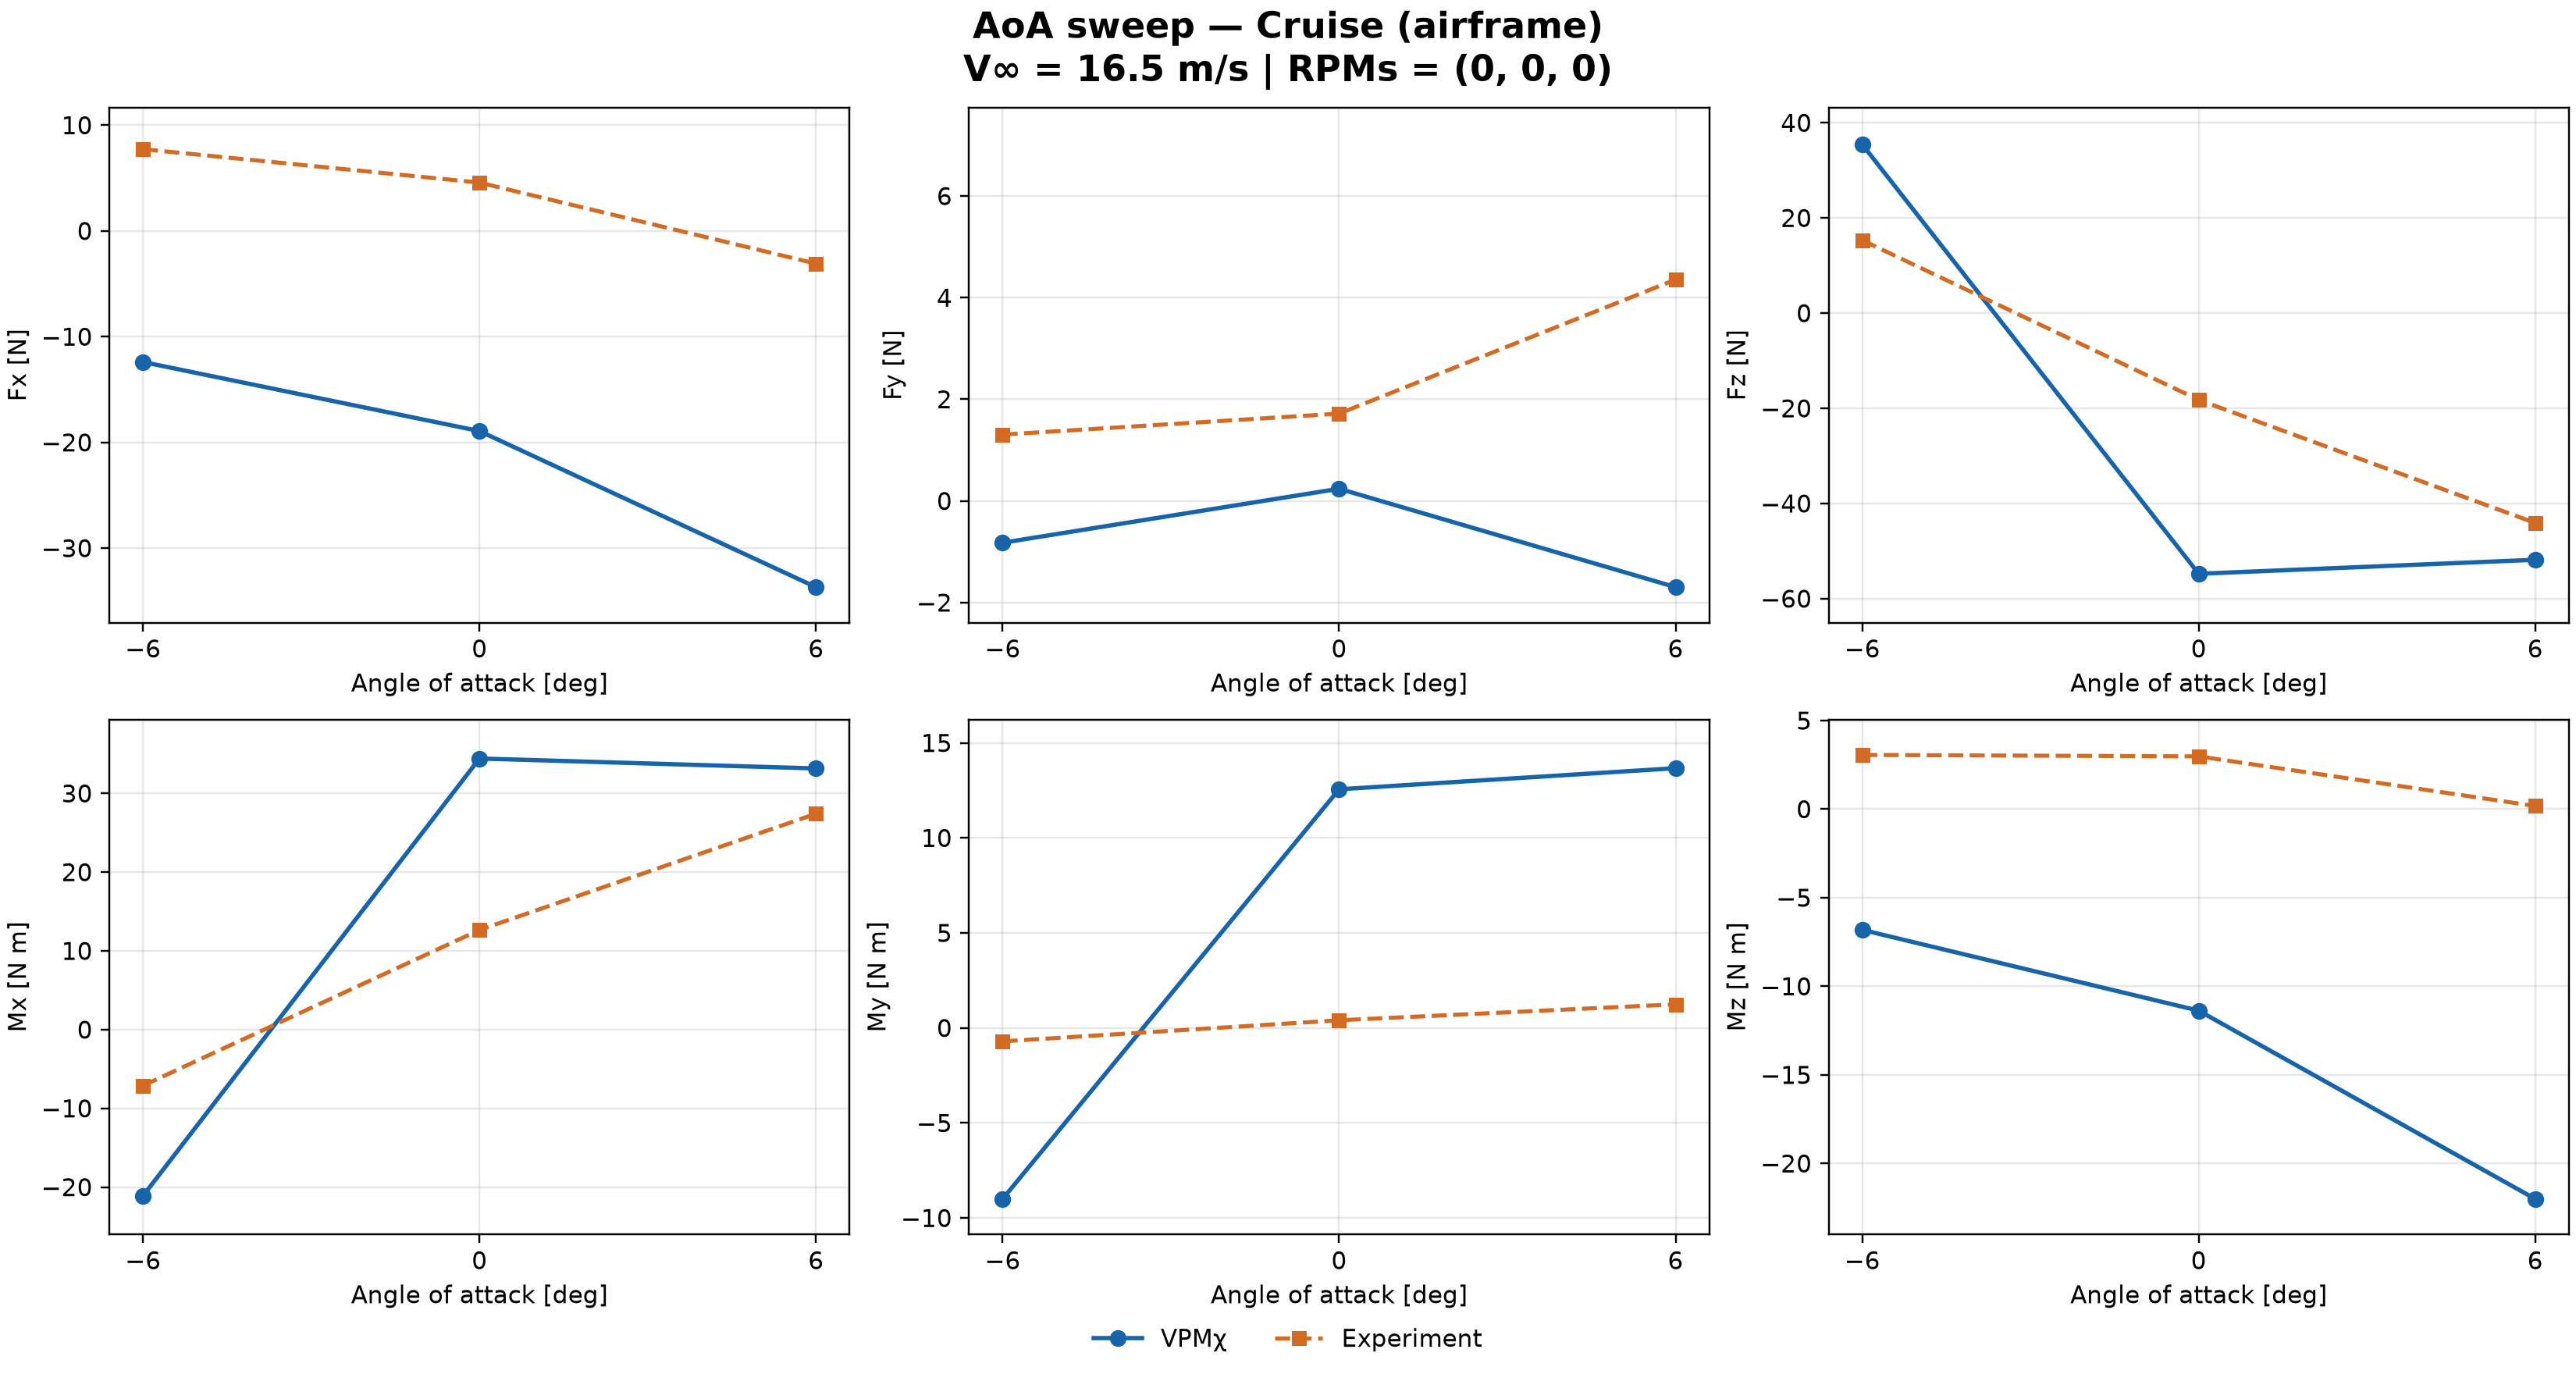 AoA sweep — Cruise (airframe)
V∞ = 16.5 m/s | RPMs = (0, 0, 0)
10
0
−10
−20
−30
Fx [N]
−6 0 6
Angle of attack [deg]
6
4
2
0
−2
Fy [N]
−6 0 6
Angle of attack [deg]
40
20
0
−20
−40
−60
Fz [N]
−6 0 6
Angle of attack [deg]
30
20
10
0
−10
−20
Mx [N m]
−6 0 6
Angle of attack [deg]
15
10
5
0
−5
−10
My [N m]
−6 0 6
Angle of attack [deg]
5
0
−5
−10
−15
−20
Mz [N m]
−6 0 6
Angle of attack [deg]
VPMχ Experiment